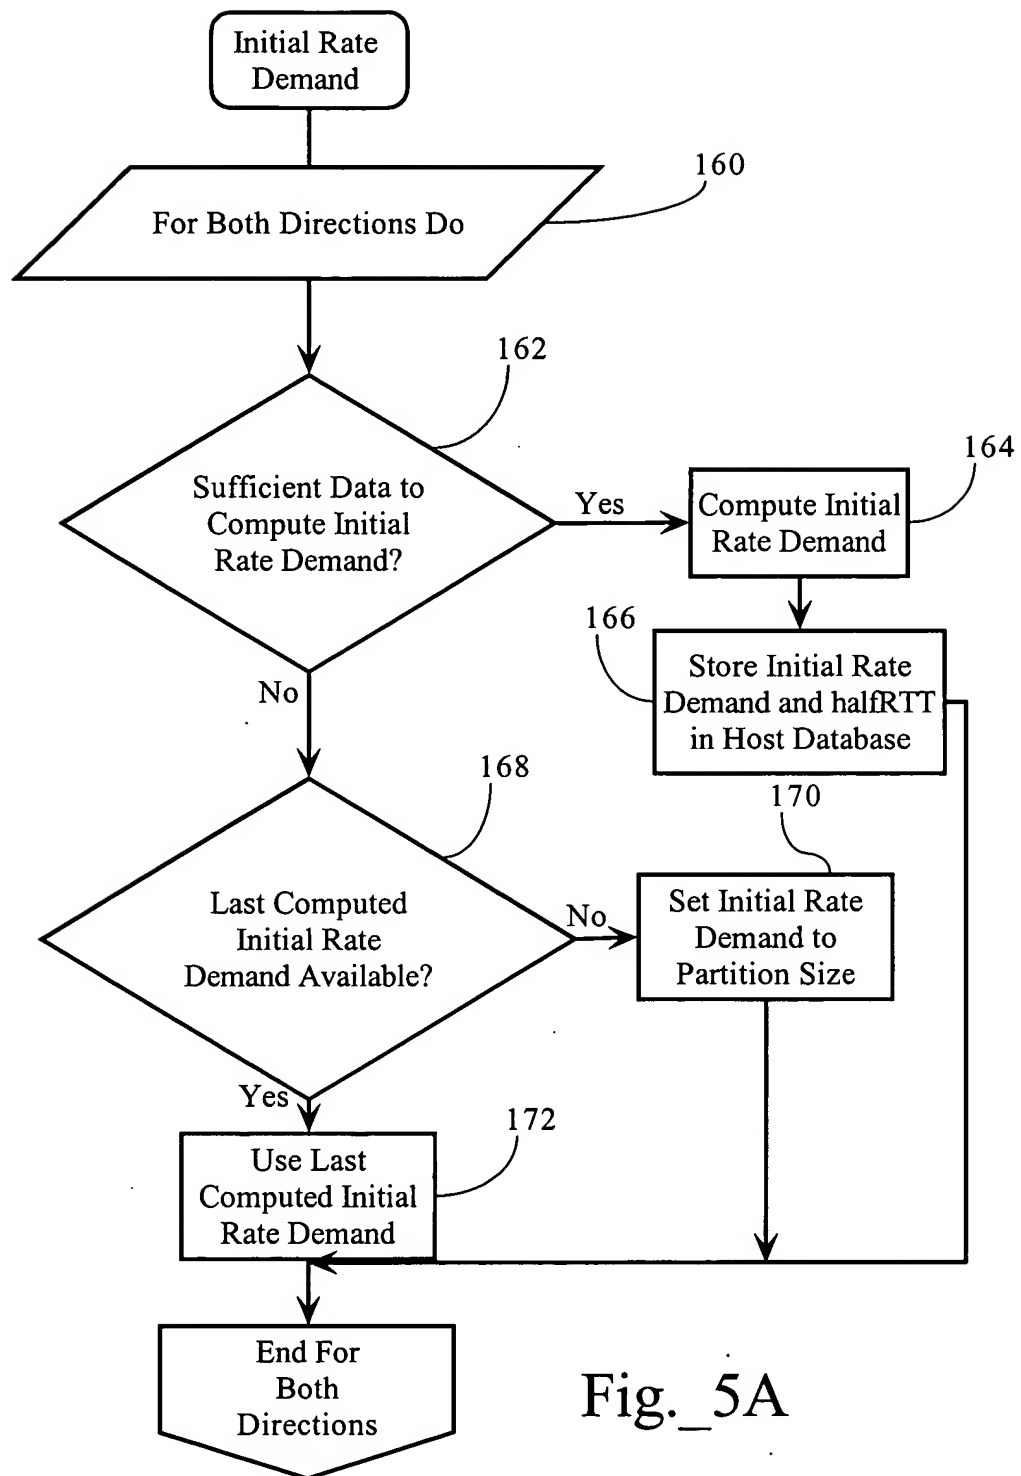 Initial Rate
Demand
160
For Both Directions Do
162
Sufficient Data to
Compute Initial
Rate Demand?
Yes
164
Compute Initial
Rate Demand
166
Store Initial Rate
Demand and halfRTT
in Host Database
No
168
170
Last Computed
Initial Rate
Demand Available?
No
Set Initial Rate
Demand to
Partition Size
Yes
172
Use Last
Computed Initial
Rate Demand
End For
Both
Directions
Fig._5A